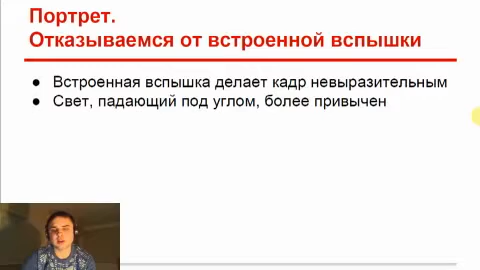 Портрет.
Отказываемся от встроенной вспышки
● Встроенная вспышка делает кадр невыразительным
● Свет, падающий под углом, более привычен